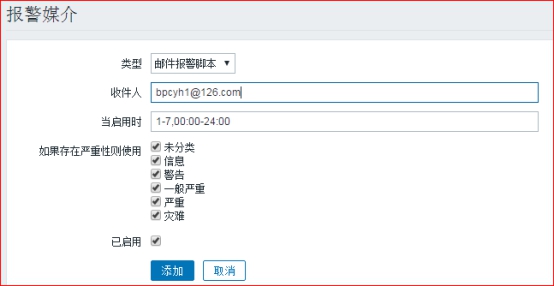 报警媒介
类型 邮件报警脚本
收件人 bpcyh1@126.com
当启用时 1-7,00:00-24:00
如果存在严重性则使用 未分类
信息
警告
一般严重
严重
灾难
已启用
添加 取消